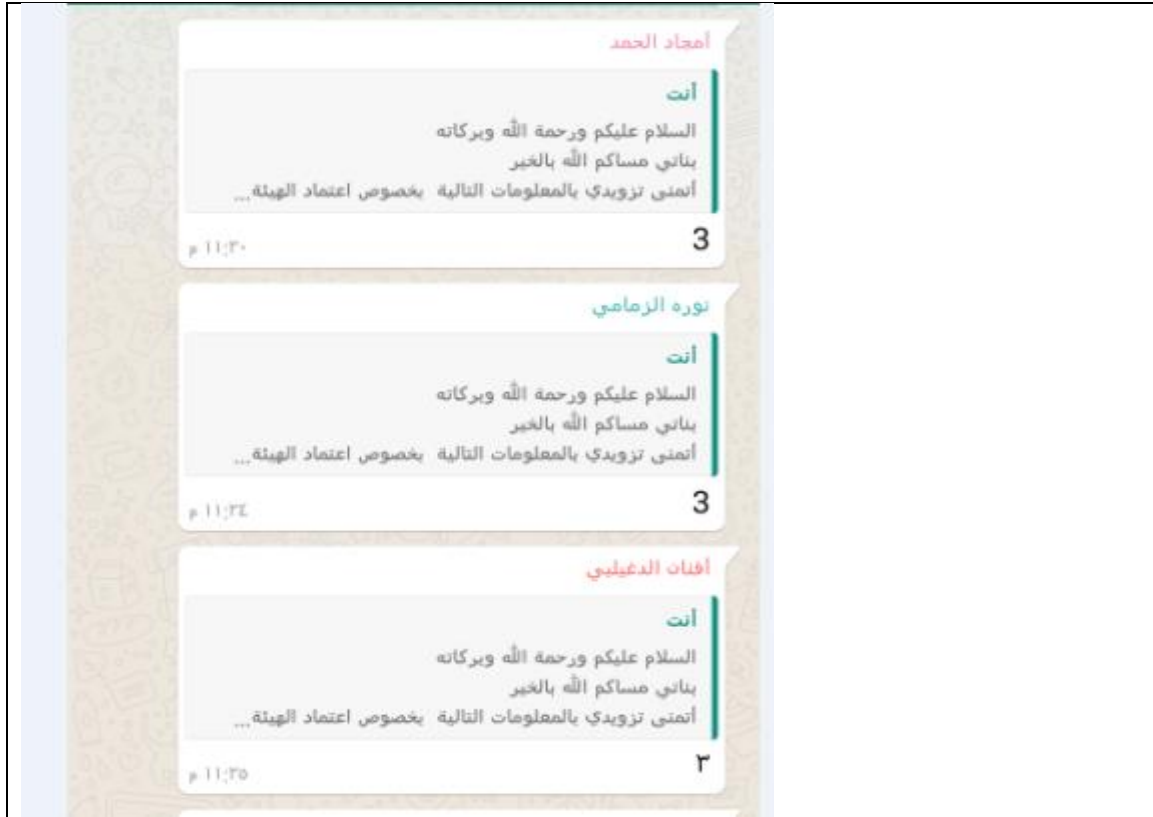 أمجاد الحمد
أنت
السلام عليكم ورحمة الله وبركاته
بناتي مساكم الله بالخير
أتمنى تزويدي بالمعلومات التالية بخصوص اعتماد الهيئة...
3
١١:٣٠ م
نوره الزمامي
أنت
السلام عليكم ورحمة الله وبركاته
بناتي مساكم الله بالخير
أتمنى تزويدي بالمعلومات التالية بخصوص اعتماد الهيئة...
3
١١:٣٤ م
أفنان الدغيلبي
أنت
السلام عليكم ورحمة الله وبركاته
بناتي مساكم الله بالخير
أتمنى تزويدي بالمعلومات التالية بخصوص اعتماد الهيئة...
٣
١١:٣٥ م